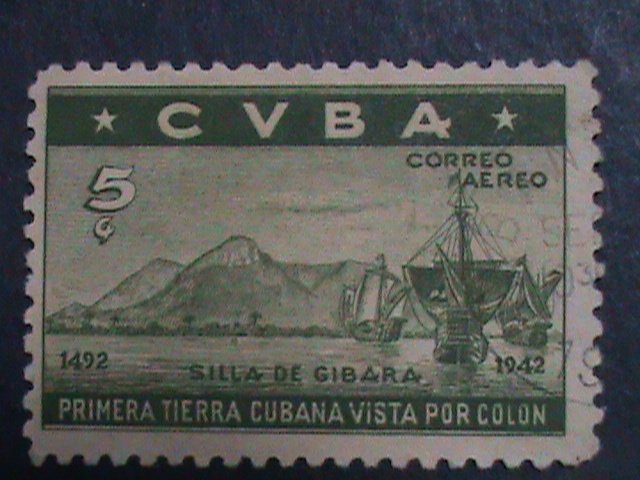 ★ CVBA ★
CORREO
AEREO
5
¢
1492 1942
SILLA DE GIBARA
PRIMERA TIERRA CUBANA VISTA POR COLON